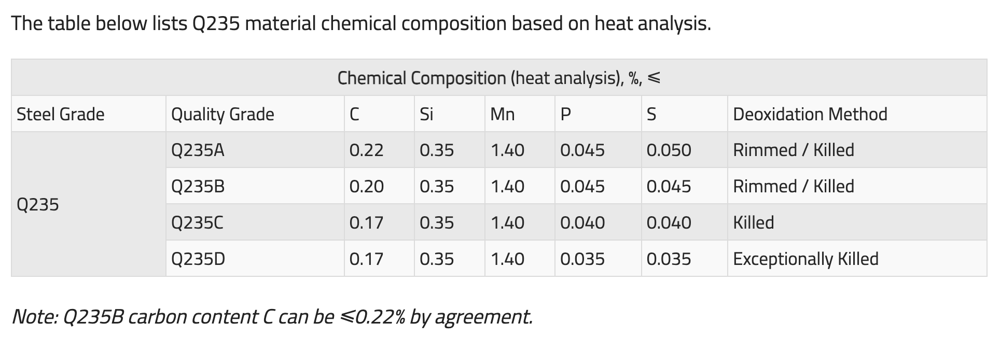 The table below lists Q235 material chemical composition based on heat analysis.
Chemical Composition (heat analysis), %, ⩽
Steel Grade Quality Grade C Si Mn P S Deoxidation Method
Q235
Q235A 0.22 0.35 1.40 0.045 0.050 Rimmed / Killed
Q235B 0.20 0.35 1.40 0.045 0.045 Rimmed / Killed
Q235C 0.17 0.35 1.40 0.040 0.040 Killed
Q235D 0.17 0.35 1.40 0.035 0.035 Exceptionally Killed
Note: Q235B carbon content C can be ⩽0.22% by agreement.